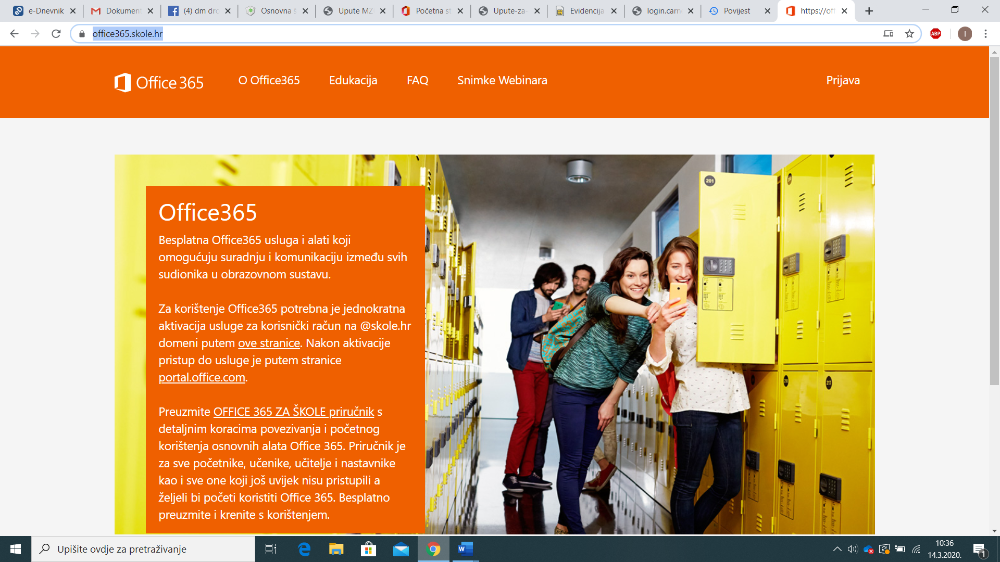 e-Dnevnik
Dokument
(4) dm dro
Osnovna š
Upute MZ
Početna st
Upute-za-
Evidencija
login.carn
Povijest
https://off
office365.skole.hr
ABP
I
Office 365
O Office365
Edukacija
FAQ
Snimke Webinara
Prijava
201
217
Office365
Besplatna Office365 usluga i alati koji
omogućuju suradnju i komunikaciju između svih
sudionika u obrazovnom sustavu.
Za korištenje Office365 potrebna je jednokratna
aktivacija usluge za korisnički račun na @skole.hr
domeni putem ove stranice. Nakon aktivacije
pristup do usluge je putem stranice
portal.office.com.
Preuzmite OFFICE 365 ZA ŠKOLE priručnik s
detaljnim koracima povezivanja i početnog
korištenja osnovnih alata Office 365. Priručnik je
za sve početnike, učenike, učitelje i nastavnike
kao i sve one koji još uvijek nisu pristupili a
željeli bi početi koristiti Office 365. Besplatno
preuzmite i krenite s korištenjem.
Upišite ovdje za pretraživanje
10:36
14.3.2020.
1